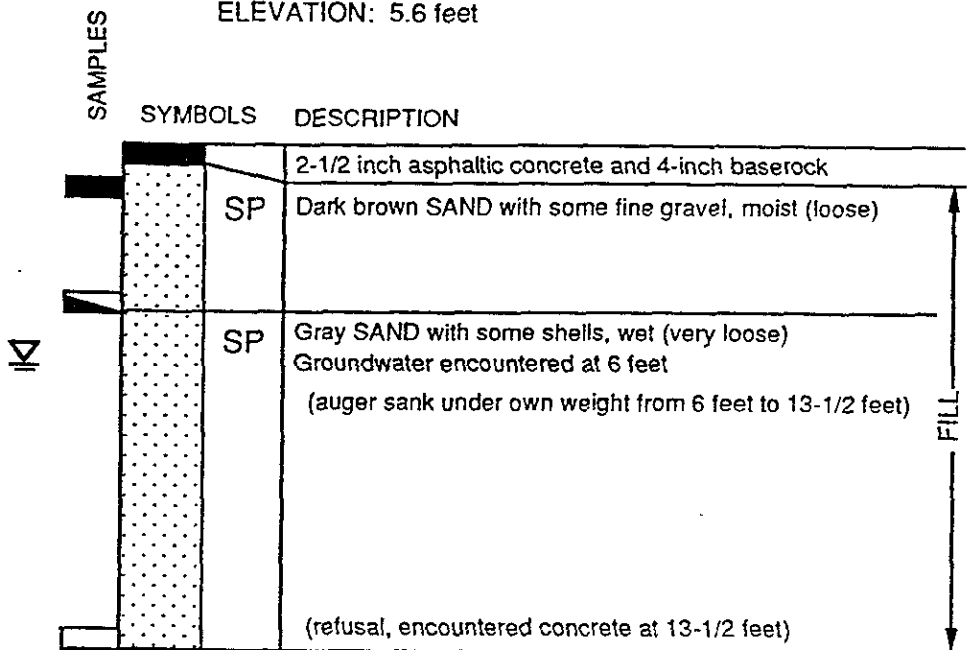 ELEVATION: 5.6 feet
SAMPLES
SYMBOLS DESCRIPTION
2-1/2 inch asphaltic concrete and 4-inch baserock
SP Dark brown SAND with some fine gravel, moist (loose)
SP Gray SAND with some shells, wet (very loose)
Groundwater encountered at 6 feet
(auger sank under own weight from 6 feet to 13-1/2 feet)
FILL
(refusal, encountered concrete at 13-1/2 feet)